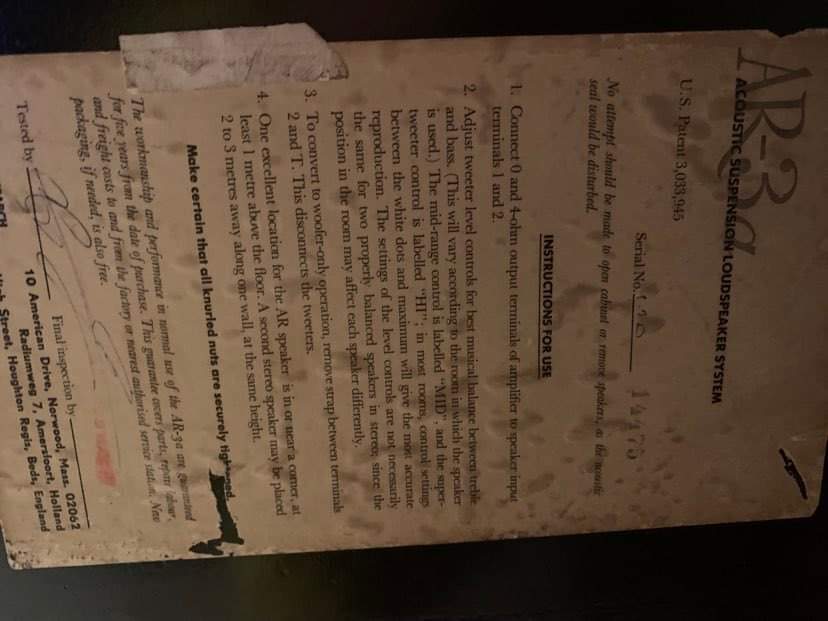 AR-3a
ACOUSTIC SUSPENSION LOUDSPEAKER SYSTEM
U.S. Patent 3,033,945
Serial No.
No attempt should be made to open cabinet or remove speakers, as the acoustic
seal would be disturbed.
INSTRUCTIONS FOR USE
1. Connect 0 and 4-ohm output terminals of amplifier to speaker input
terminals 1 and 2.
2. Adjust tweeter level controls for best musical balance between treble
and bass. (This will vary according to the room in which the speaker
is used.) The mid-range control is labelled "MID", and the super-
tweeter control is labelled "HI"; in most rooms, control settings
between the white dots and maximum will give the most accurate
reproduction. The settings of the level controls are not necessarily
the same for two properly balanced speakers in stereo, since the
position in the room may affect each speaker differently.
3. To convert to woofer-only operation, remove strap between terminals
2 and T. This disconnects the tweeters.
4. One excellent location for the AR speaker is in or near a corner, at
least 1 metre above the floor. A second stereo speaker may be placed
2 to 3 metres away along one wall, at the same height.
Make certain that all knurled nuts are securely tightened.
The workmanship and performance in normal use of the AR-3a are guaranteed
for five years from the date of purchase. This guarantee covers parts, repair labour,
and freight costs to and from the factory or nearest authorised service station. New
packaging, if needed, is also free.
Tested by Final inspection by
10 American Drive, Norwood, Mass. 02062
Radiumweg 7, Amersfoort, Holland
High Street, Houghton Regis, Beds, England